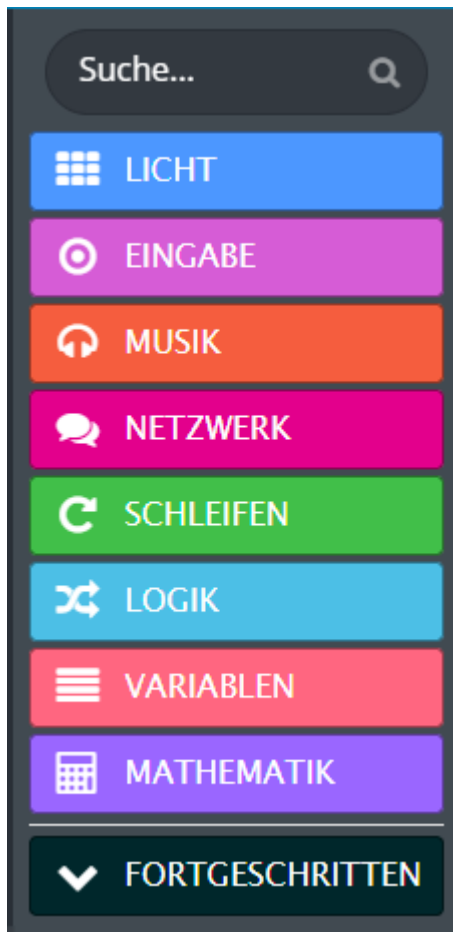 Suche...
LICHT
EINGABE
MUSIK
NETZWERK
SCHLEIFEN
LOGIK
VARIABLEN
MATHEMATIK
FORTGESCHRITTEN